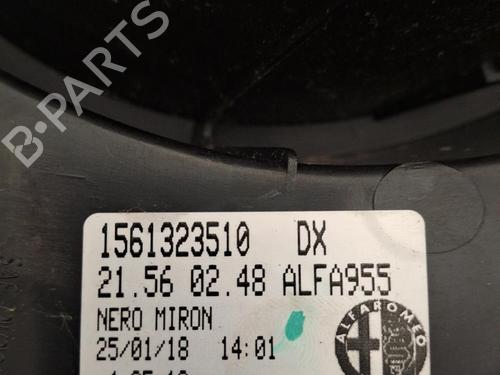 B-PARTS
1561323510 DX
21.56 02.48 ALFA955
NERO MIRON
25/01/18 14:01
ALFA ROMEO